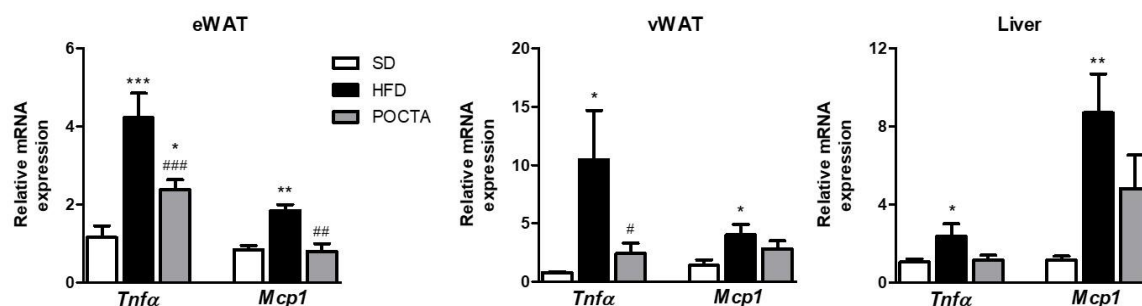 eWAT
Relative mRNA
expression
6
4
2
0
***
*
###
**
##
Tnfα
Mcp1
SD
HFD
POCTA
vWAT
Relative mRNA
expression
20
15
10
5
0
*
#
*
Tnfα
Mcp1
Liver
Relative mRNA
expression
12
8
4
0
*
**
Tnfα
Mcp1